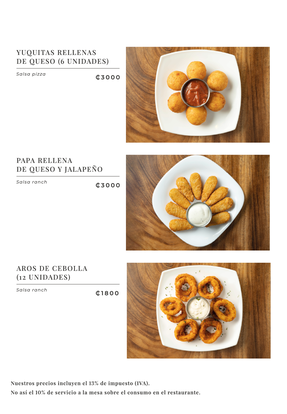 YUQUITAS RELLENAS
DE QUESO (6 UNIDADES)
Salsa pizza
₡3000
PAPA RELLENA
DE QUESO Y JALAPEÑO
Salsa ranch
₡3000
AROS DE CEBOLLA
(12 UNIDADES)
Salsa ranch
₡1800
Nuestros precios incluyen el 13% de impuesto (IVA).
No así el 10% de servicio a la mesa sobre el consumo en el restaurante.